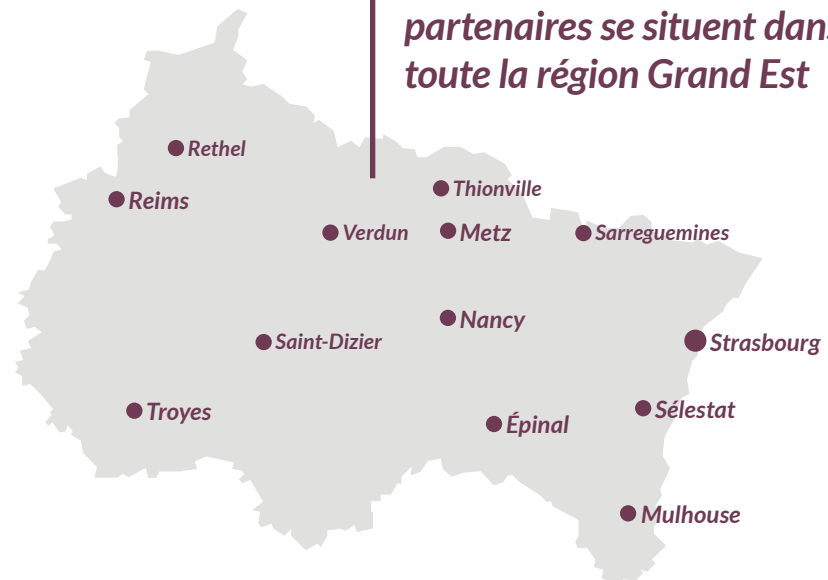 partenaires se situent dans
toute la région Grand Est
Rethel
Reims
Thionville
Verdun
Metz
Sarreguemines
Nancy
Saint-Dizier
Strasbourg
Troyes
Sélestat
Épinal
Mulhouse